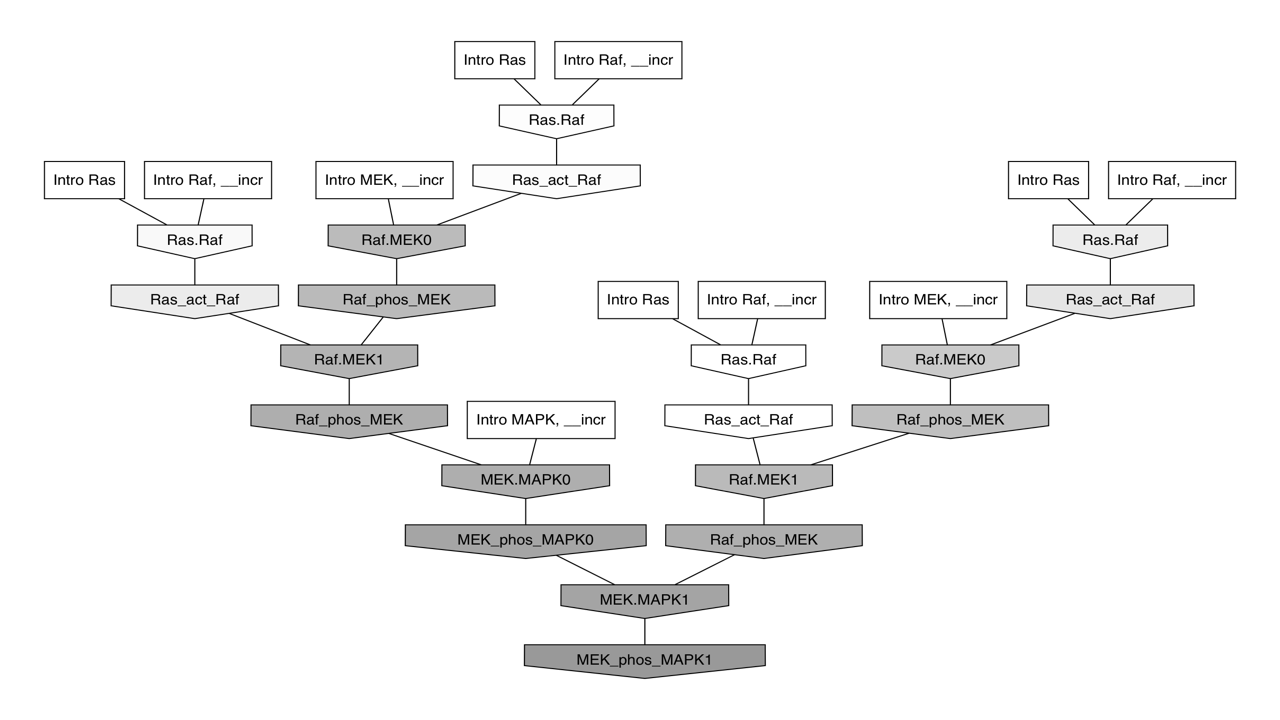 Intro Ras
Intro Raf, __incr
Ras.Raf
Intro Ras
Intro Raf, __incr
Intro MEK, __incr
Ras_act_Raf
Intro Ras
Intro Raf, __incr
Ras.Raf
Raf.MEK0
Ras.Raf
Ras_act_Raf
Raf_phos_MEK
Intro Ras
Intro Raf, __incr
Intro MEK, __incr
Ras_act_Raf
Raf.MEK1
Ras.Raf
Raf.MEK0
Raf_phos_MEK
Intro MAPK, __incr
Ras_act_Raf
Raf_phos_MEK
MEK.MAPK0
Raf.MEK1
MEK_phos_MAPK0
Raf_phos_MEK
MEK.MAPK1
MEK_phos_MAPK1